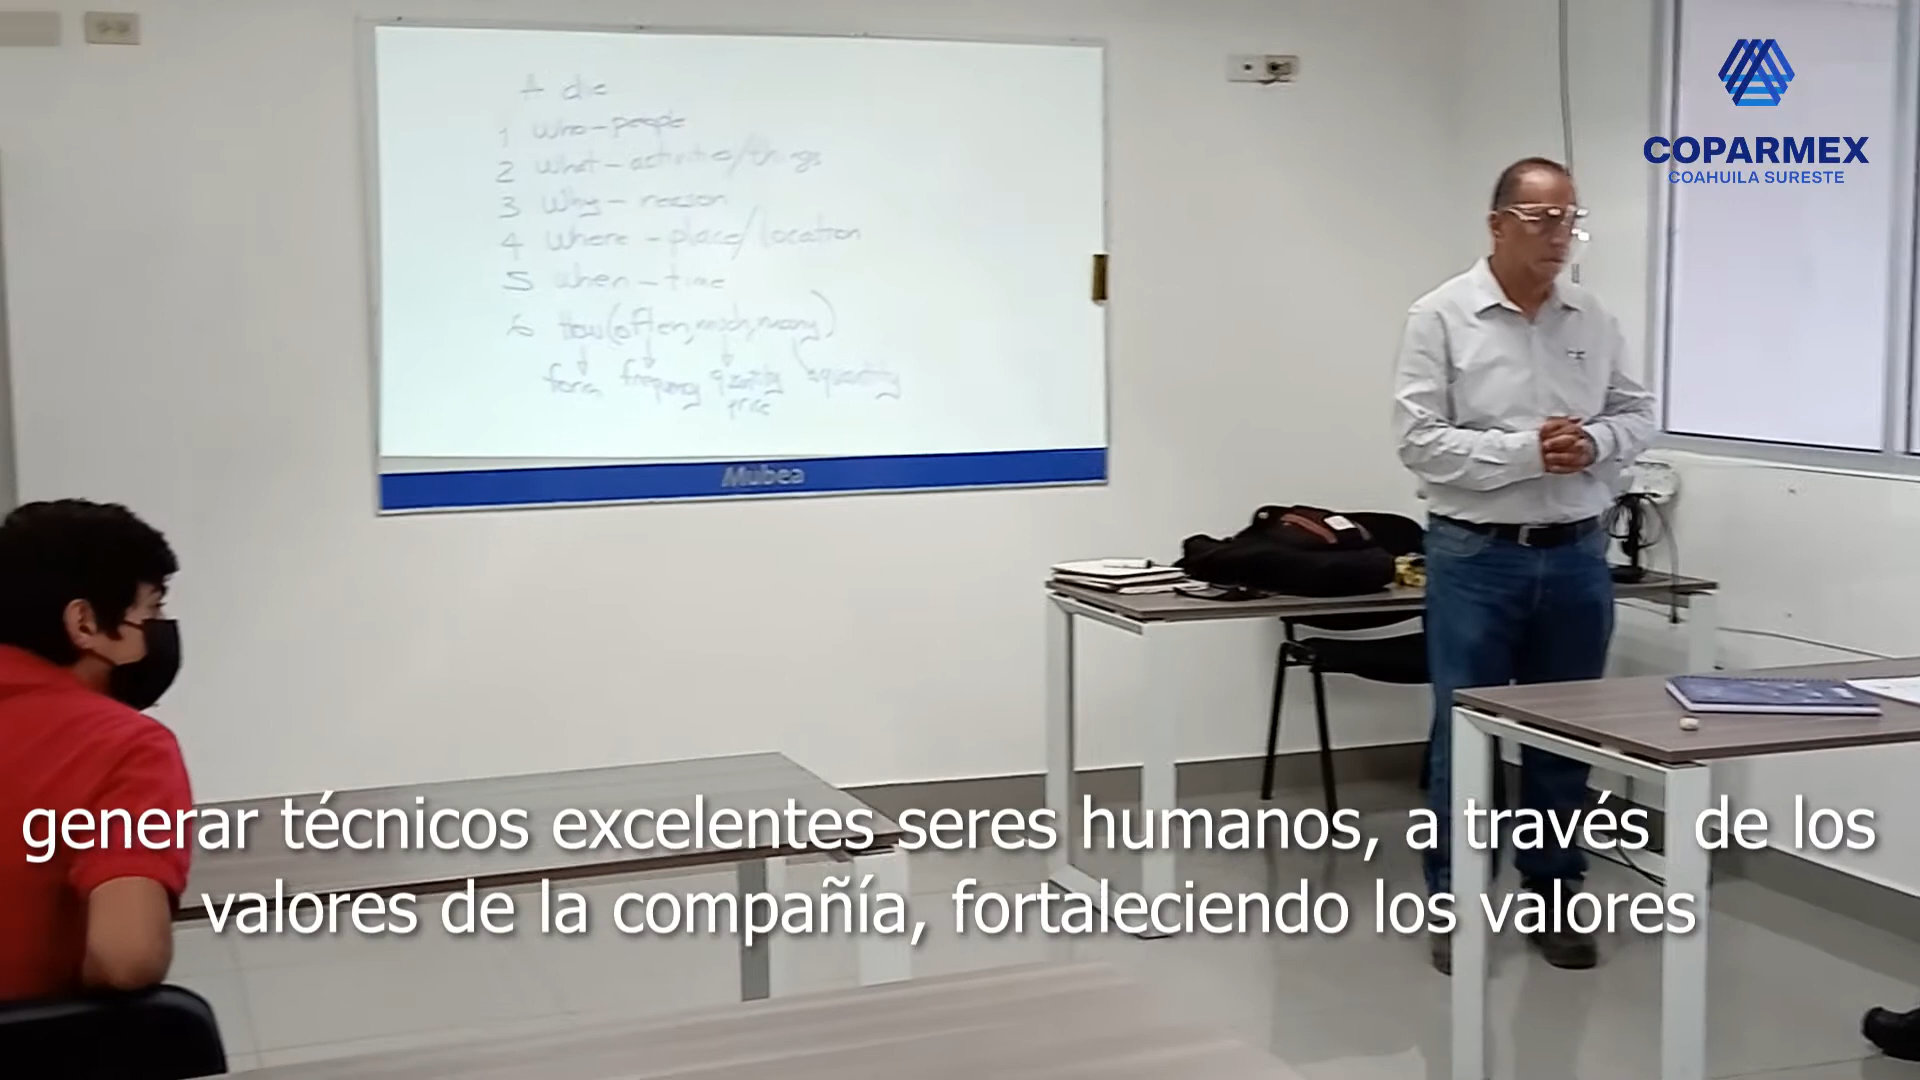 A die
1 who - people
2 what - activities/things
3 Why - reason
4 Where - place/location
5 When - time
6 How (often, much, many)
frequency quantity quantity
price
Mubea
COPARMEX
COAHUILA SURESTE
generar técnicos excelentes seres humanos, a través de los
valores de la compañía, fortaleciendo los valores